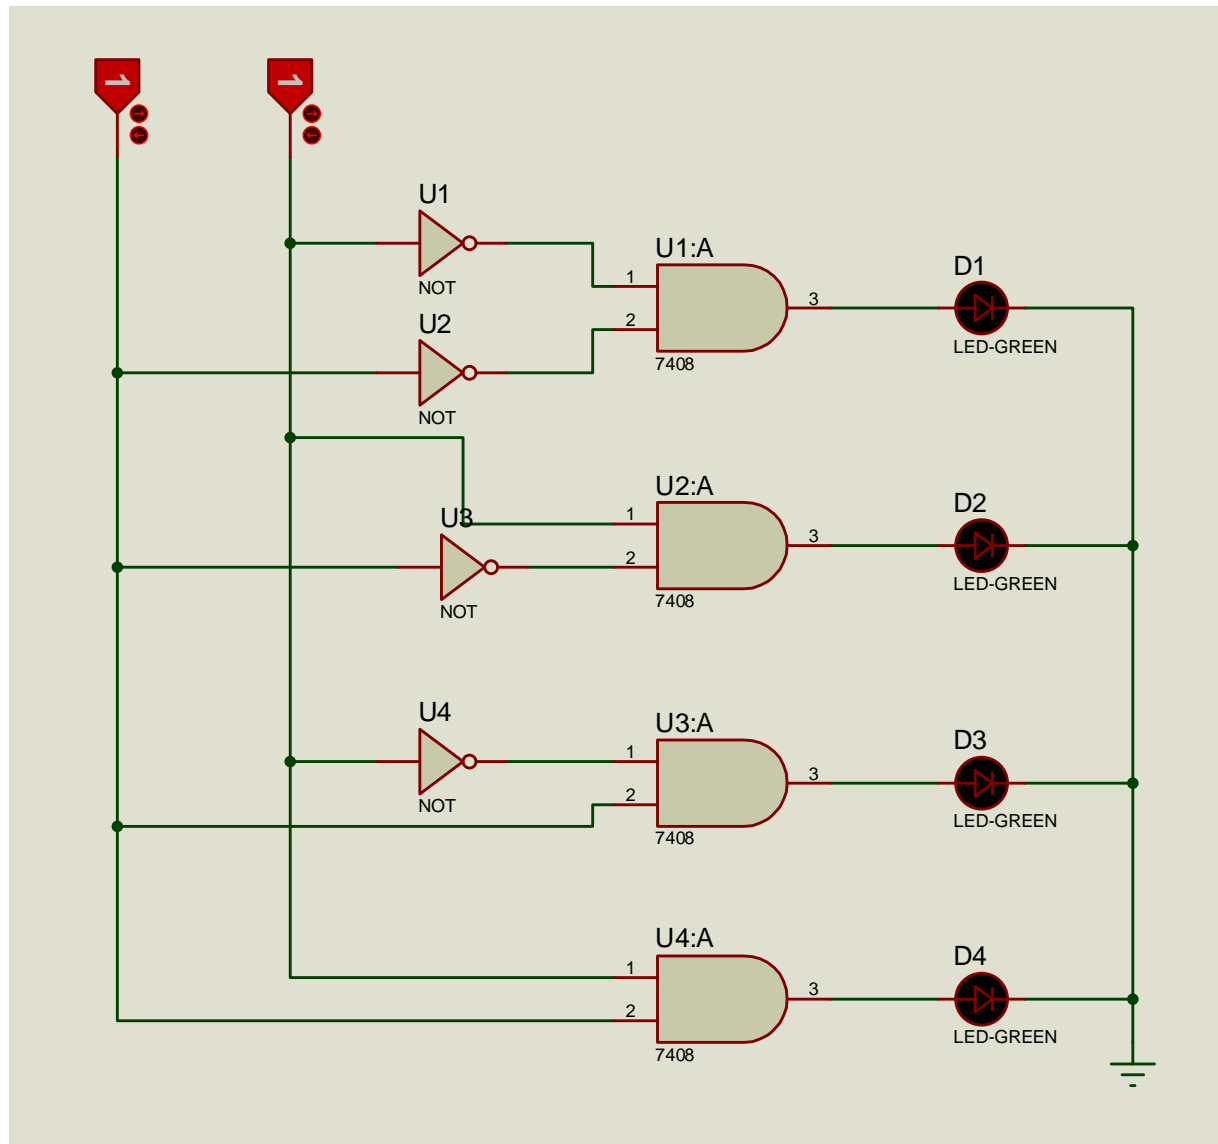 1
1
U1
NOT
U1:A
1
2
3
7408
D1
LED-GREEN
U2
NOT
U2:A
1
2
3
7408
D2
LED-GREEN
U3
NOT
U4
NOT
U3:A
1
2
3
7408
D3
LED-GREEN
U4:A
1
2
3
7408
D4
LED-GREEN